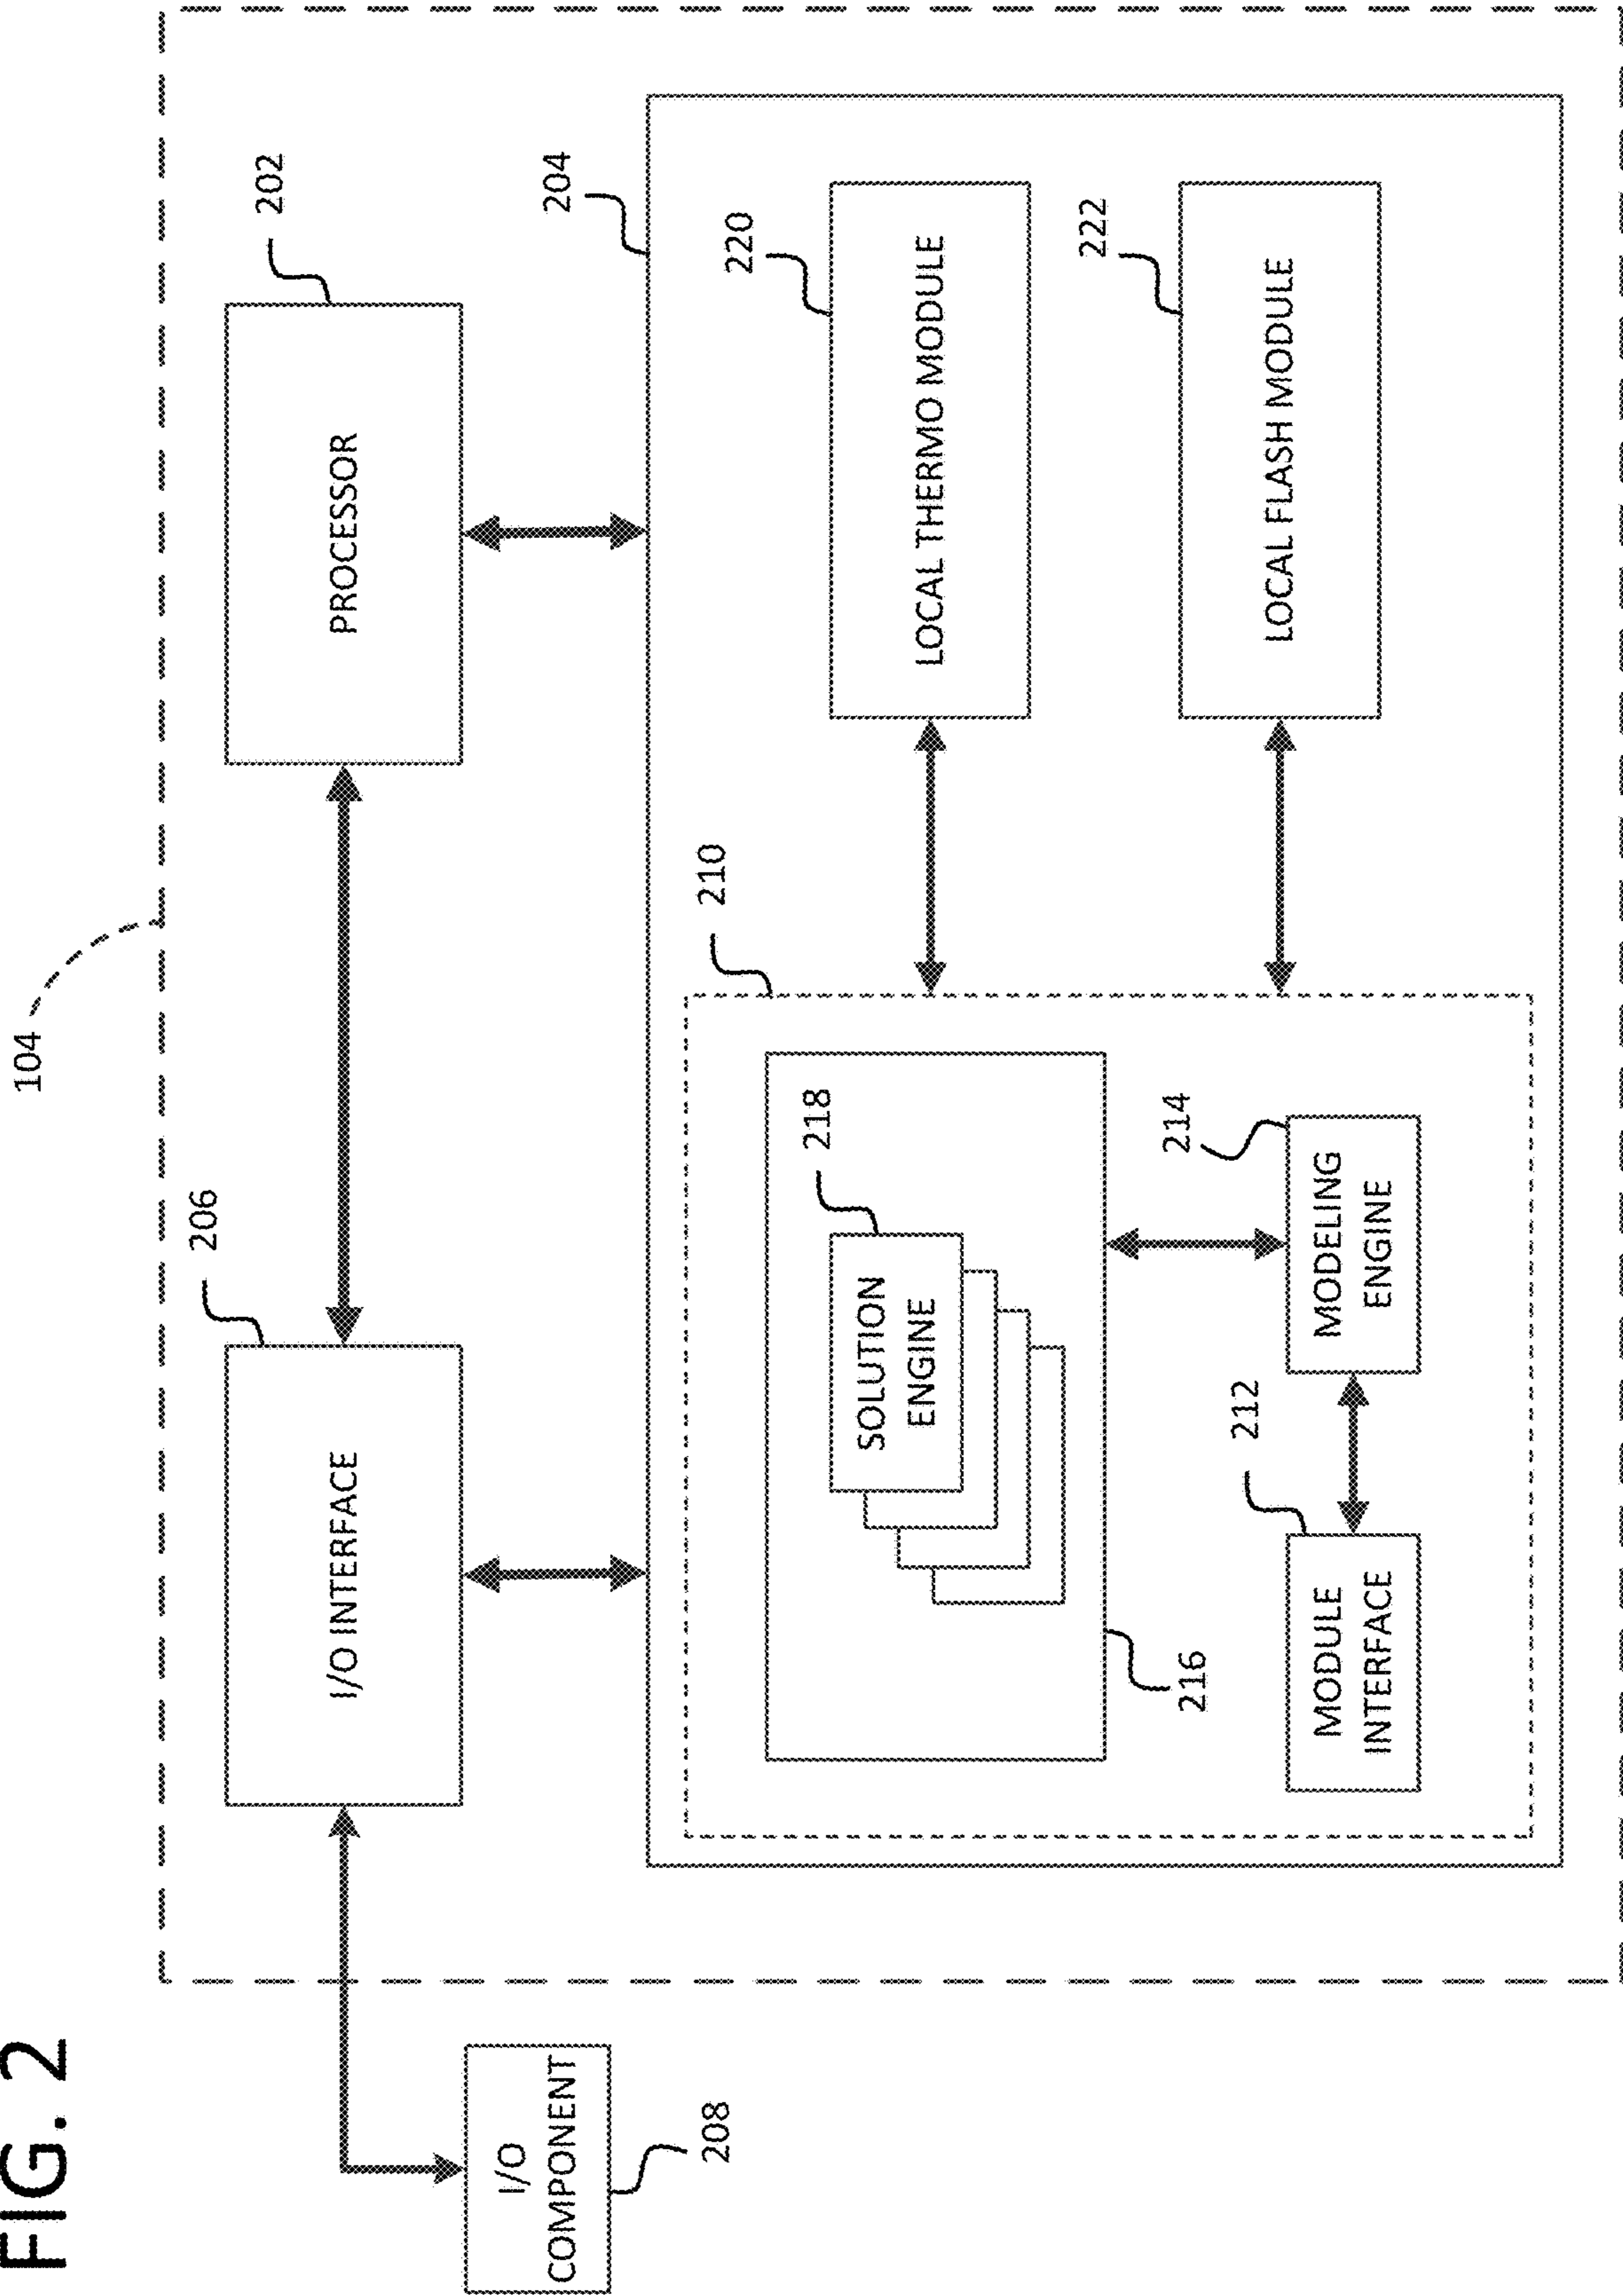 FIG. 2
104
206
202
I/O INTERFACE
PROCESSOR
I/O
COMPONENT
208
204
210
218
SOLUTION
ENGINE
216
220
LOCAL THERMO MODULE
212
214
MODULE
INTERFACE
MODELING
ENGINE
222
LOCAL FLASH MODULE